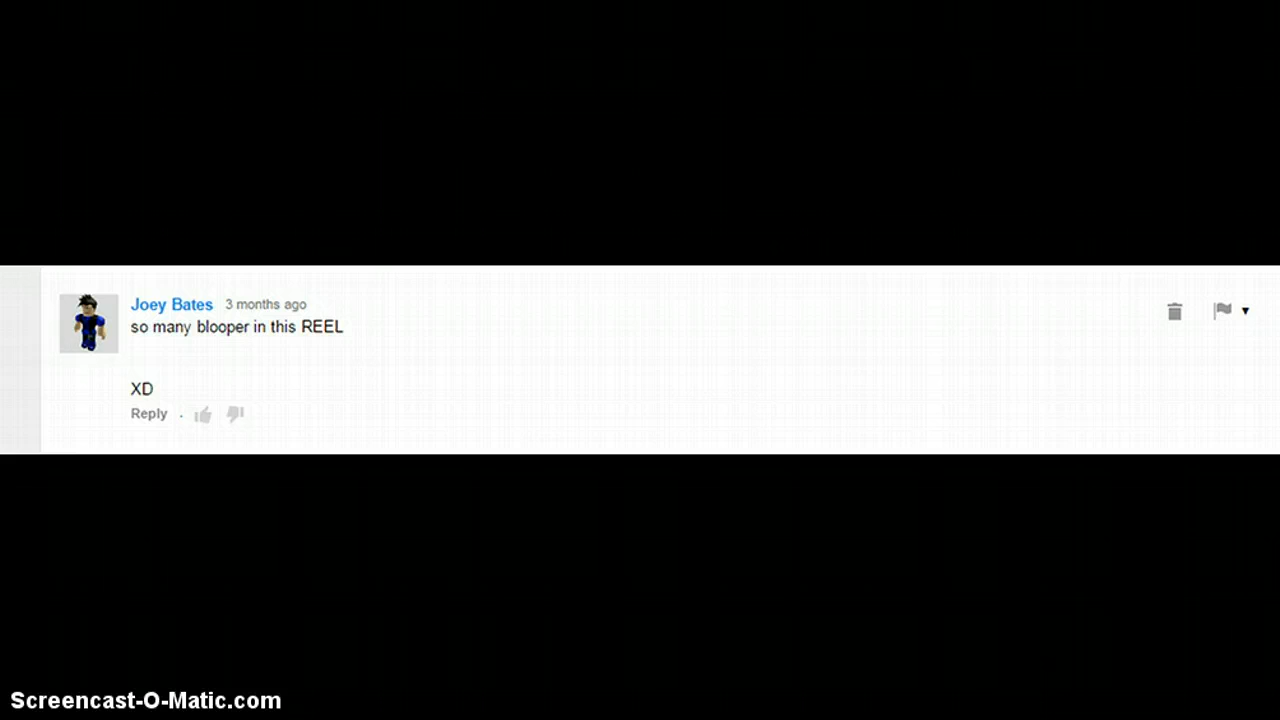 Joey Bates 3 months ago
so many blooper in this REEL
XD
Reply .
Screencast-O-Matic.com